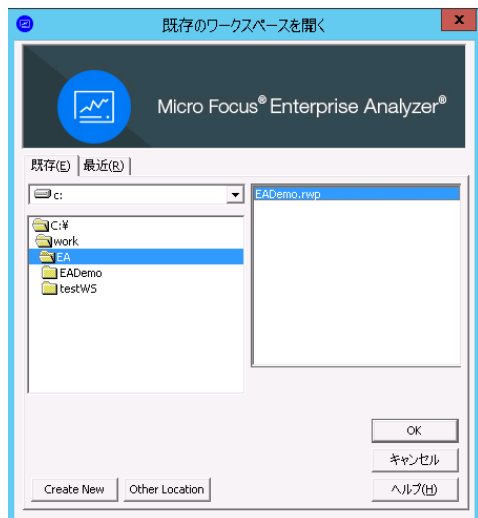 既存のワークスペースを開く
x
Micro Focus® Enterprise Analyzer®
既存(E) 最近(R)
c:
EADemo.rwp
C:¥
work
EA
EADemo
testWS
OK
キャンセル
Create New Other Location ヘルプ(H)